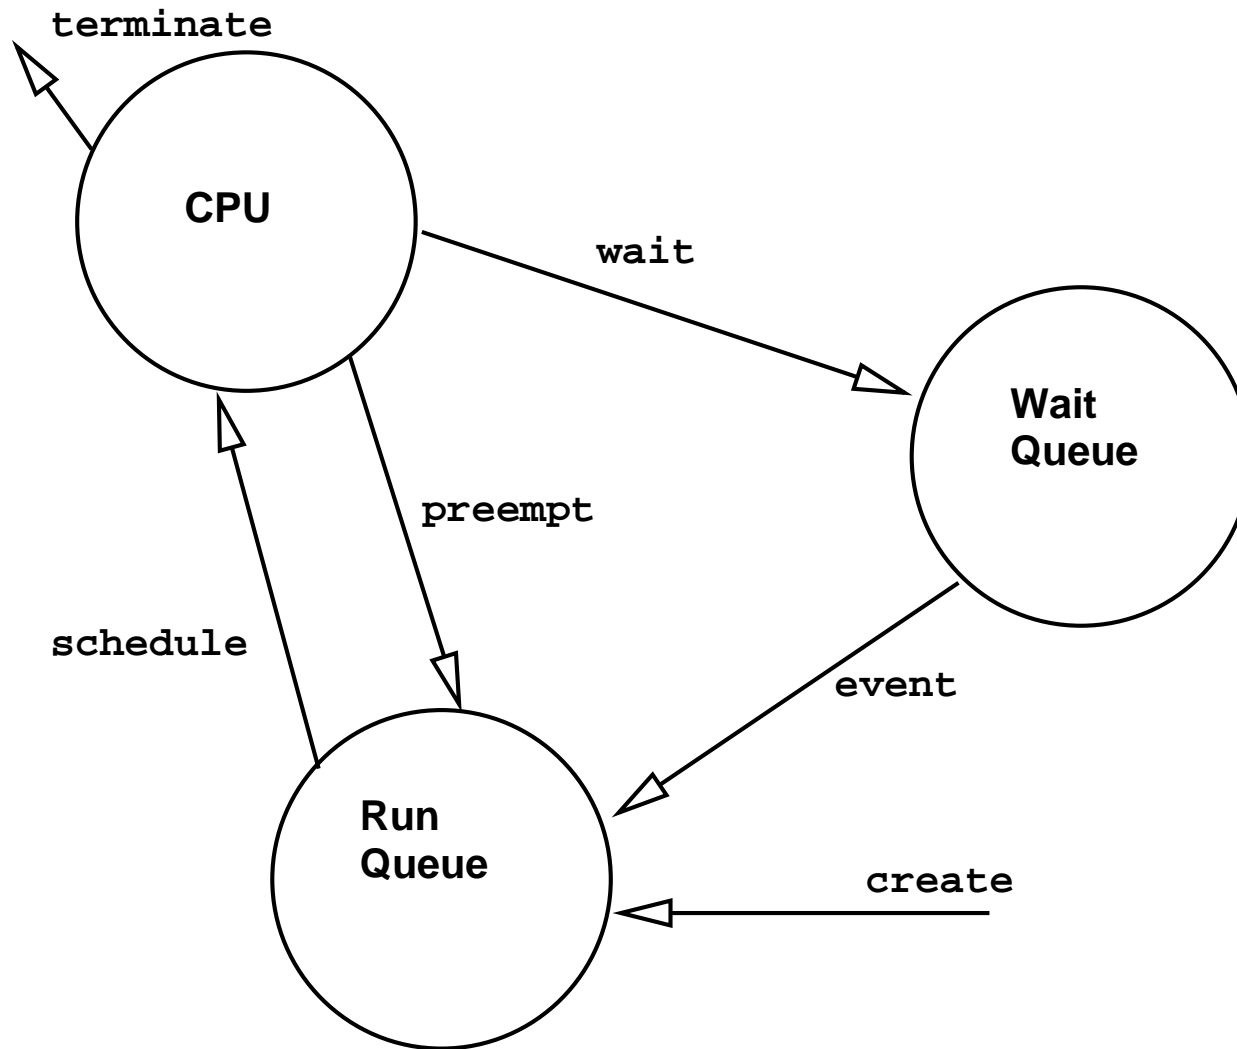 terminate
CPU
wait
Wait
Queue
preempt
schedule
event
Run
Queue
create